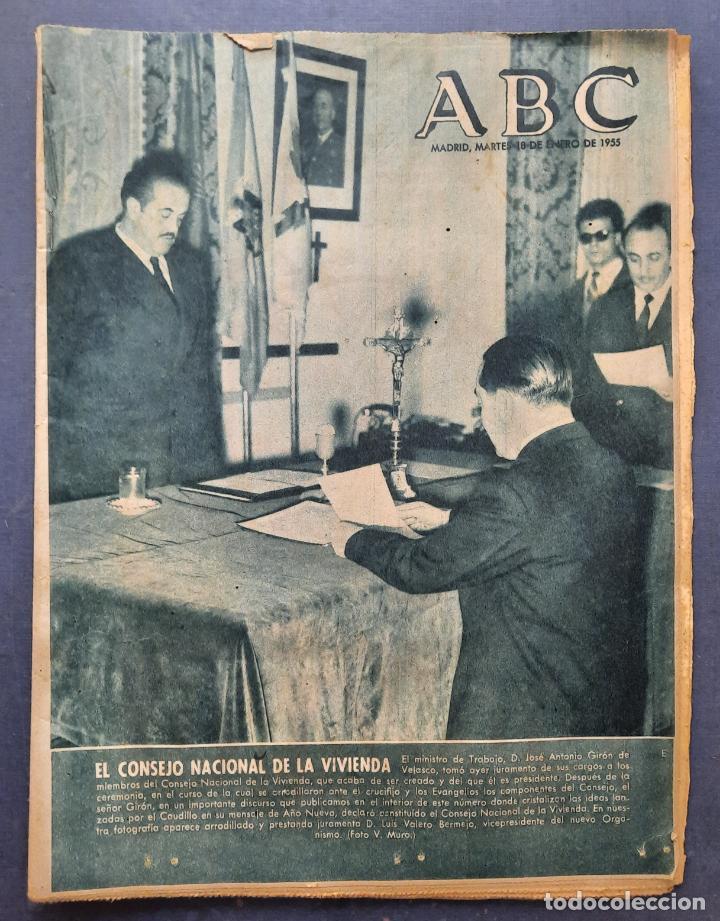 ABC
MADRID, MARTES 18 DE ENERO DE 1955
EL CONSEJO NACIONAL DE LA VIVIENDA El ministro de Trabajo, D. José Antonio Girón de
Velasco, tomó ayer juramento de sus cargos a los
miembros del Consejo Nacional de la Vivienda, que acaba de ser creado y del que él es presidente. Después de la
ceremonia, en el curso de la cual se arrodillaron ante el crucifijo y los Evangelios los componentes del Consejo, el
señor Girón, en un importante discurso que publicamos en el interior de este número donde cristalizan las ideas lan-
zadas por el Caudillo en su mensaje de Año Nuevo, declaró constituído el Consejo Nacional de la Vivienda. En nues-
tra fotografía aparece arrodillado y prestando juramento D. Luis Valero Bermejo, vicepresidente del nuevo Orga-
nismo. (Foto V. Muro.)
todocoleccion